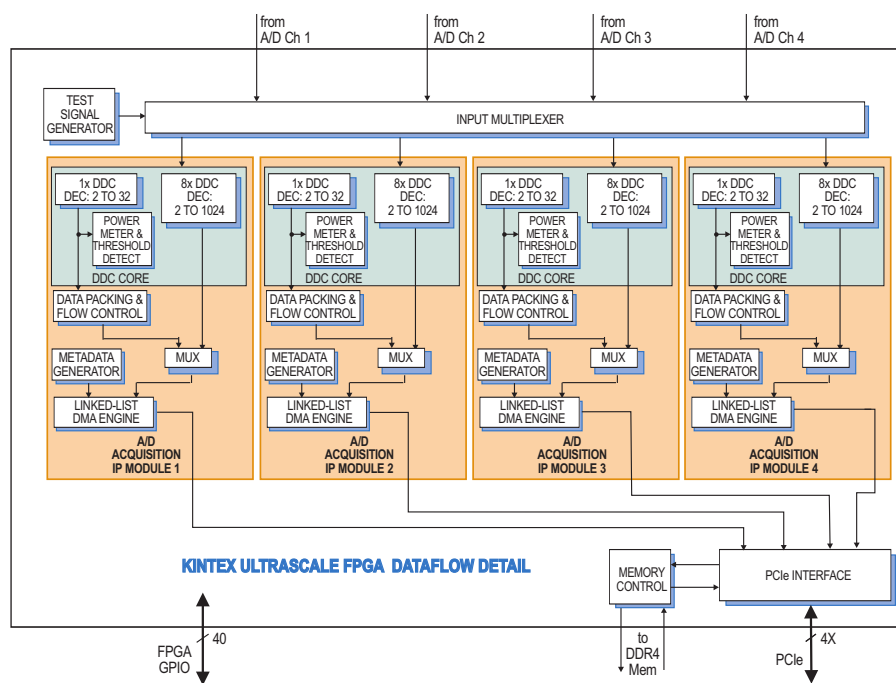 from
A/D Ch 1
from
A/D Ch 2
from
A/D Ch 3
from
A/D Ch 4
TEST
SIGNAL
GENERATOR
INPUT MULTIPLEXER
1x DDC
DEC: 2 TO 32
8x DDC
DEC:
2 TO 1024
POWER
METER &
THRESHOLD
DETECT
DDC CORE
DATA PACKING &
FLOW CONTROL
METADATA
GENERATOR
MUX
LINKED-LIST
DMA ENGINE
A/D
ACQUISITION
IP MODULE 1
1x DDC
DEC: 2 TO 32
8x DDC
DEC:
2 TO 1024
POWER
METER &
THRESHOLD
DETECT
DDC CORE
DATA PACKING &
FLOW CONTROL
METADATA
GENERATOR
MUX
LINKED-LIST
DMA ENGINE
A/D
ACQUISITION
IP MODULE 2
1x DDC
DEC: 2 TO 32
8x DDC
DEC:
2 TO 1024
POWER
METER &
THRESHOLD
DETECT
DDC CORE
DATA PACKING &
FLOW CONTROL
METADATA
GENERATOR
MUX
LINKED-LIST
DMA ENGINE
A/D
ACQUISITION
IP MODULE 3
1x DDC
DEC: 2 TO 32
8x DDC
DEC:
2 TO 1024
POWER
METER &
THRESHOLD
DETECT
DDC CORE
DATA PACKING &
FLOW CONTROL
METADATA
GENERATOR
MUX
LINKED-LIST
DMA ENGINE
A/D
ACQUISITION
IP MODULE 4
KINTEX ULTRASCALE FPGA DATAFLOW DETAIL
MEMORY
CONTROL
PCIe INTERFACE
40
FPGA
GPIO
to
DDR4
Mem
4X
PCIe